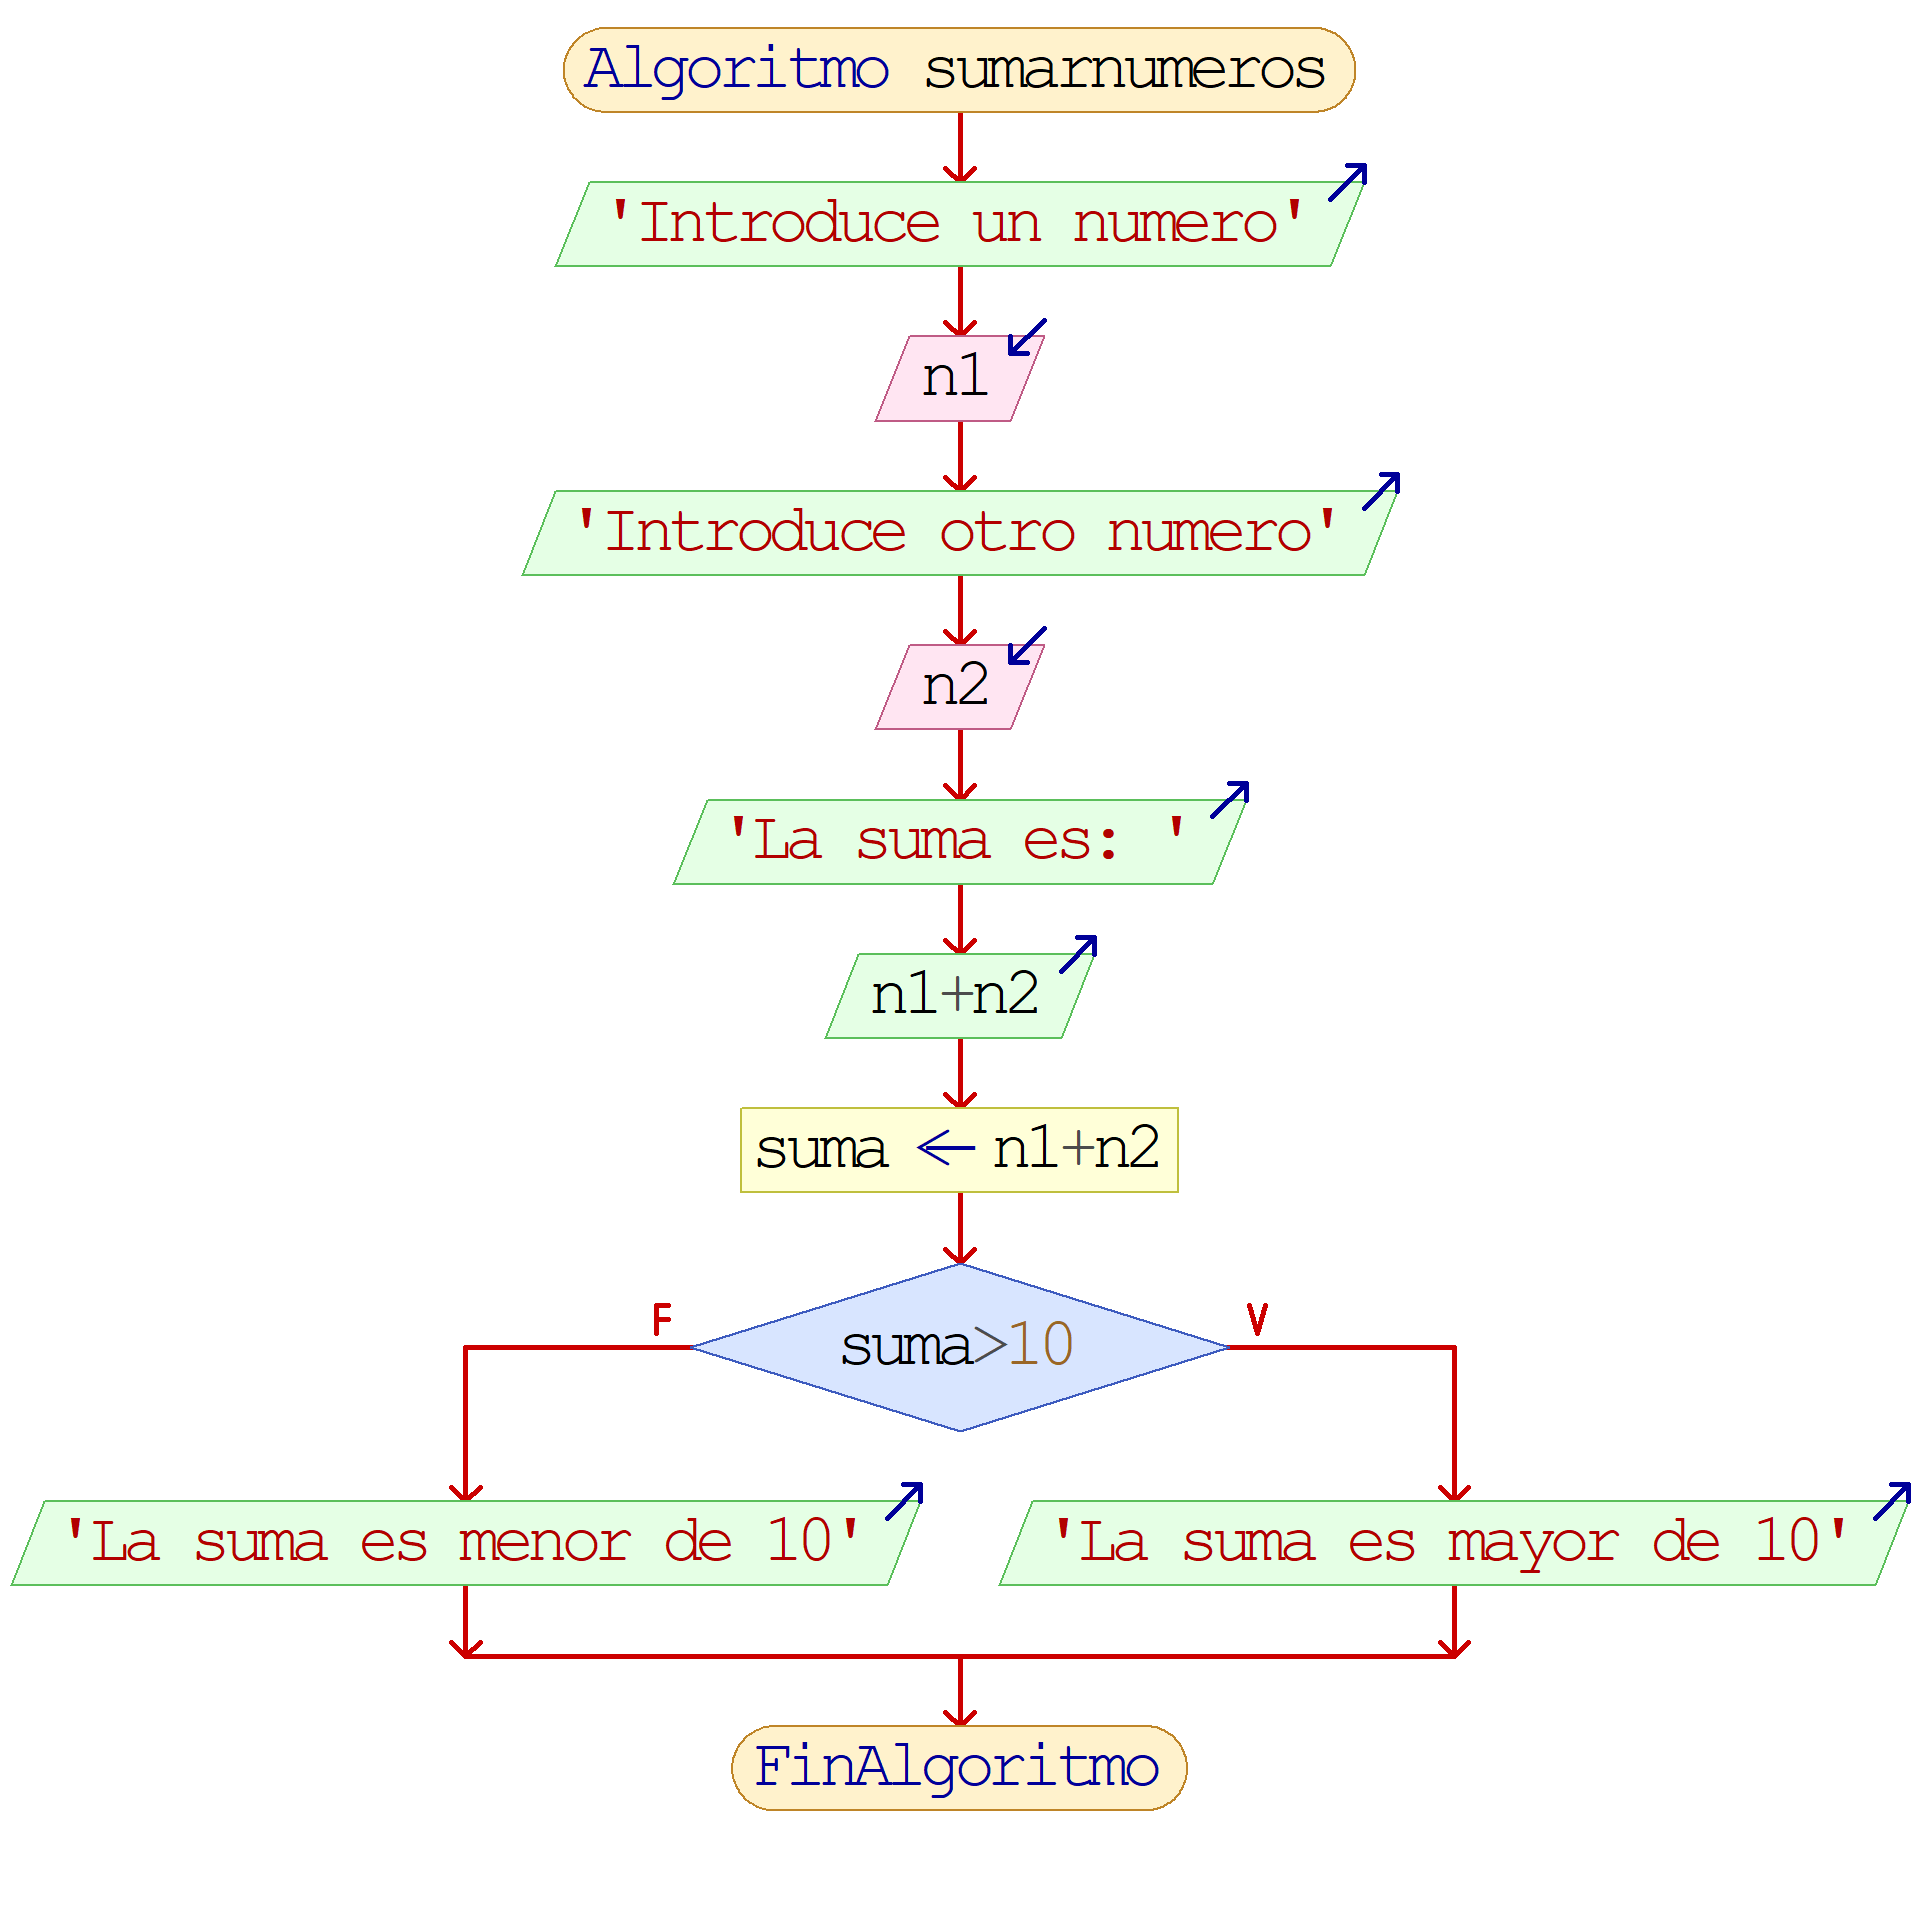 Algoritmo sumarnumeros
'Introduce un numero'
n1
'Introduce otro numero'
n2
'La suma es: '
n1+n2
suma ← n1+n2
F
V
suma>10
'La suma es menor de 10'
'La suma es mayor de 10'
FinAlgoritmo